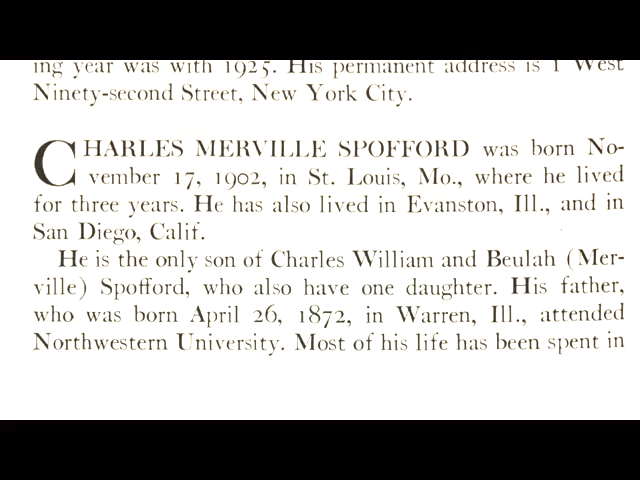 ing year was with 1925. His permanent address is 1 West
Ninety-second Street, New York City.
CHARLES MERVILLE SPOFFORD was born No-
vember 17, 1902, in St. Louis, Mo., where he lived
for three years. He has also lived in Evanston, Ill., and in
San Diego, Calif.
He is the only son of Charles William and Beulah (Mer-
ville) Spofford, who also have one daughter. His father,
who was born April 26, 1872, in Warren, Ill., attended
Northwestern University. Most of his life has been spent in